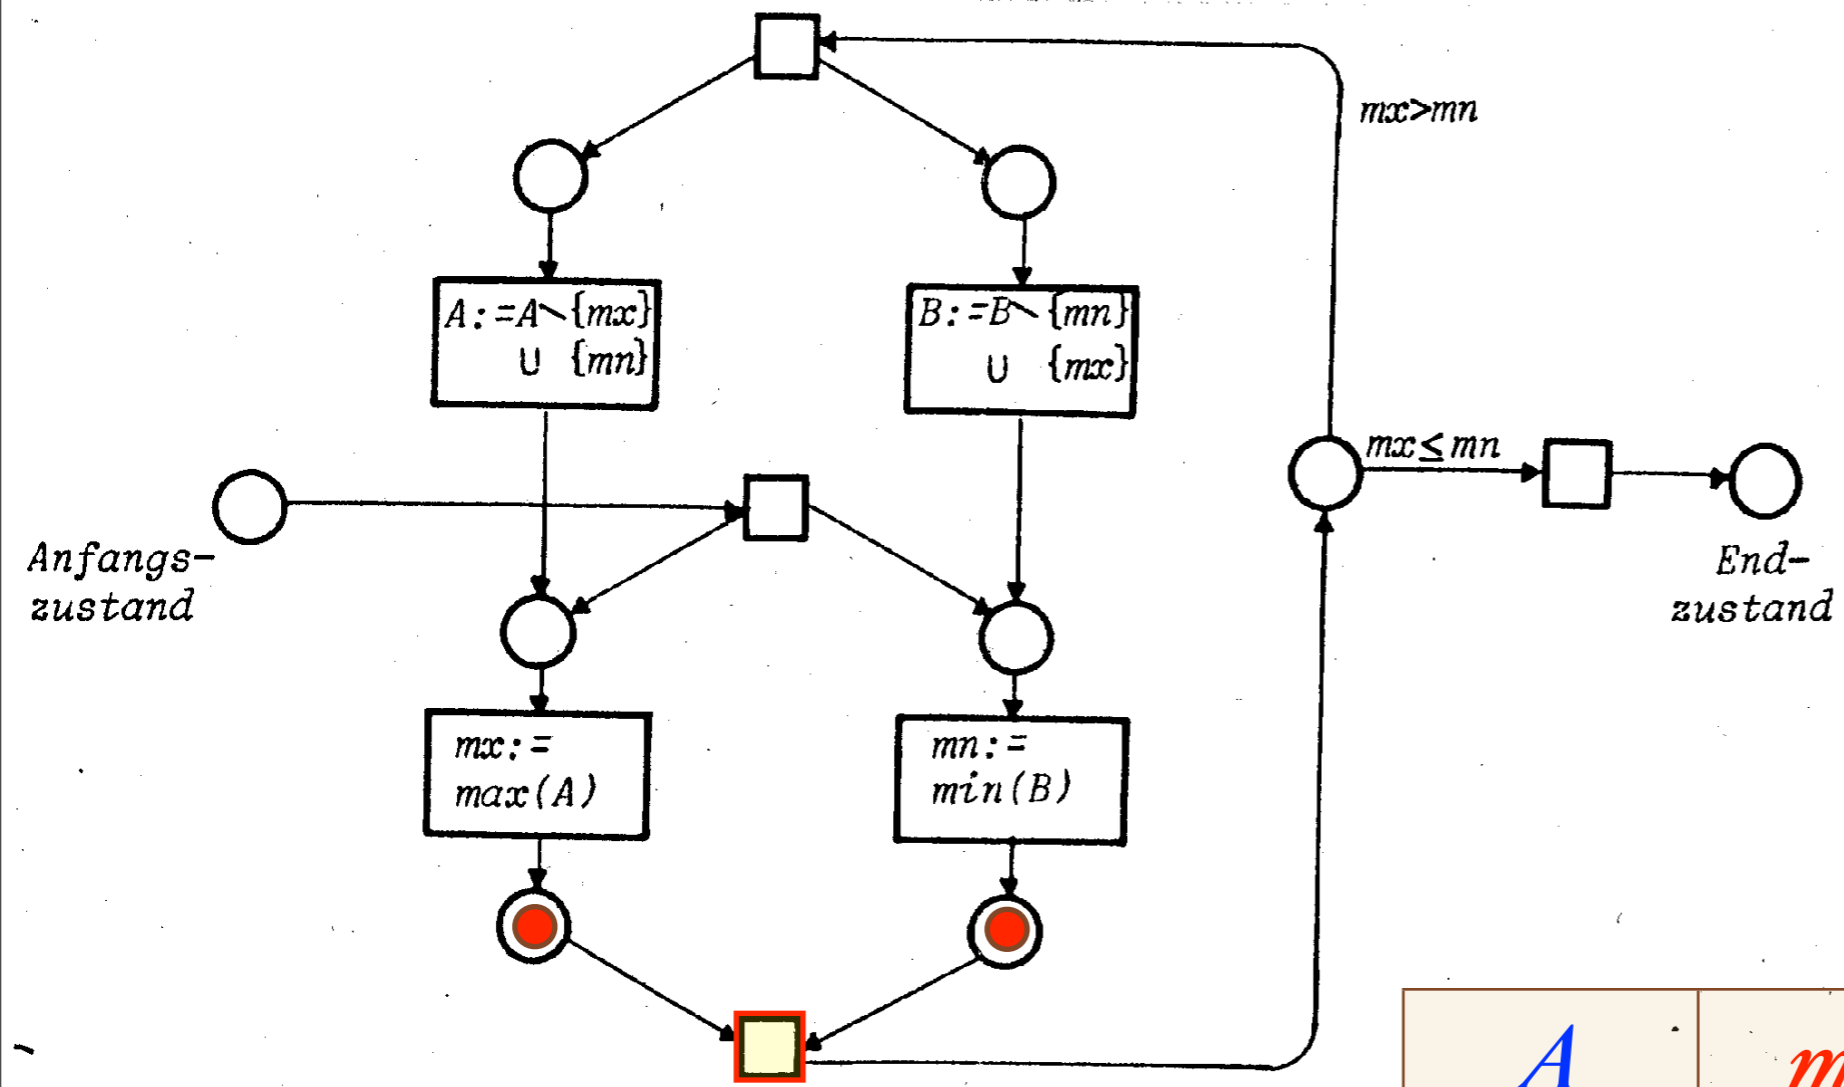 mx>mn
A:=A∖{mx}
∪ {mn}
B:=B∖{mn}
∪ {mx}
mx≤mn
Anfangs-
zustand
End-
zustand
mx:=
max(A)
mn:=
min(B)
A
m